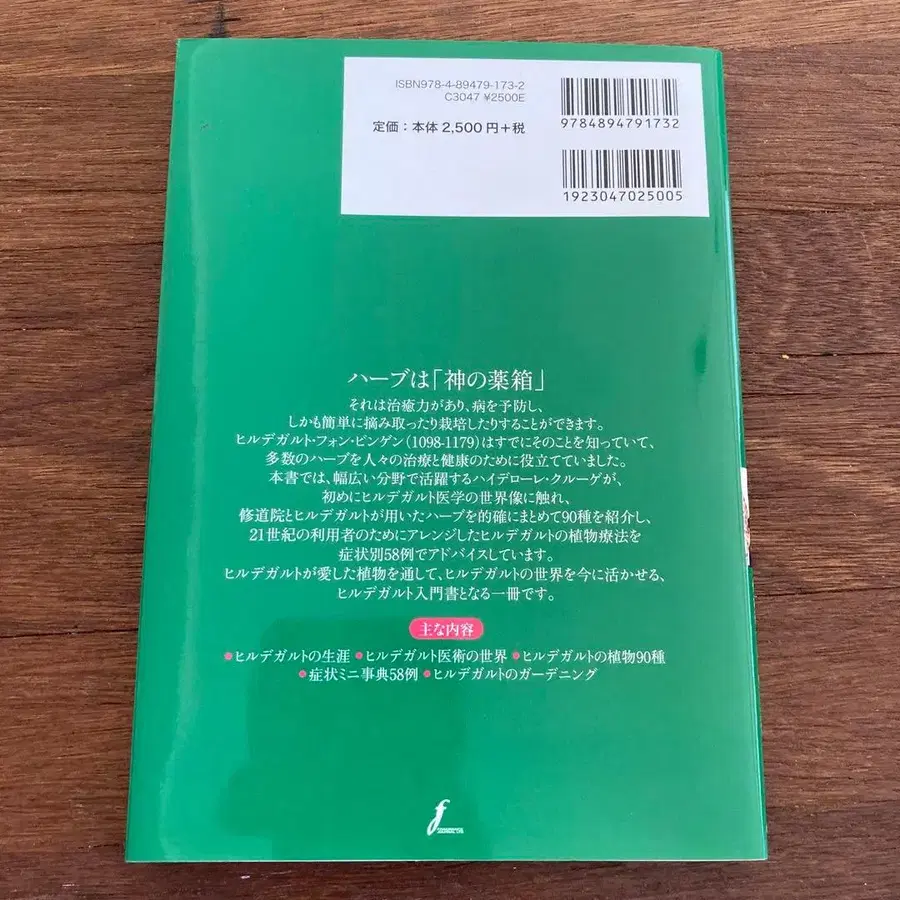 ISBN978-4-89479-173-2
C3047 ¥2500E
定価：本体 2,500 円+税
9784894791732
1923047025005
ハーブは「神の薬箱」
それは治癒力があり、病を予防し、
しかも簡単に摘み取ったり栽培したりすることができます。
ヒルデガルト・フォン・ビンゲン（1098-1179）はすでにそのことを知っていて、
多数のハーブを人々の治療と健康のために役立てていました。
本書では、幅広い分野で活躍するハイデローレ・クルーゲが、
初めにヒルデガルト医学の世界像に触れ、
修道院とヒルデガルトが用いたハーブを的確にまとめて90種を紹介し、
21世紀の利用者のためにアレンジしたヒルデガルトの植物療法を
症状別58例でアドバイスしています。
ヒルデガルトが愛した植物を通して、ヒルデガルトの世界を今に活かせる、
ヒルデガルト入門書となる一冊です。
主な内容
●ヒルデガルトの生涯 ●ヒルデガルト医術の世界 ●ヒルデガルトの植物90種
●症状ミニ事典58例 ●ヒルデガルトのガーデニング
f